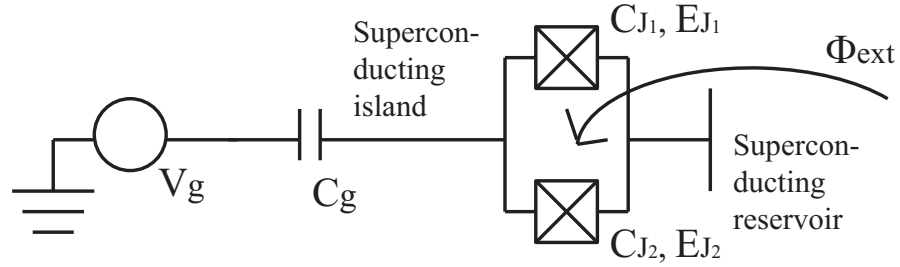 Supercon-
ducting
island
CJ1, EJ1
Φext
Vg
Cg
Supercon-
ducting
reservoir
CJ2, EJ2